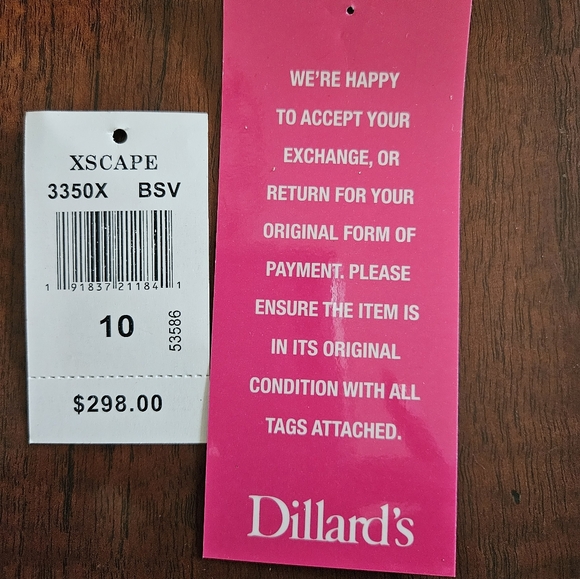 XSCAPE
3350X BSV
1 91837 21184 1
10
53586
$298.00
WE'RE HAPPY
TO ACCEPT YOUR
EXCHANGE, OR
RETURN FOR YOUR
ORIGINAL FORM OF
PAYMENT. PLEASE
ENSURE THE ITEM IS
IN ITS ORIGINAL
CONDITION WITH ALL
TAGS ATTACHED.
Dillard's